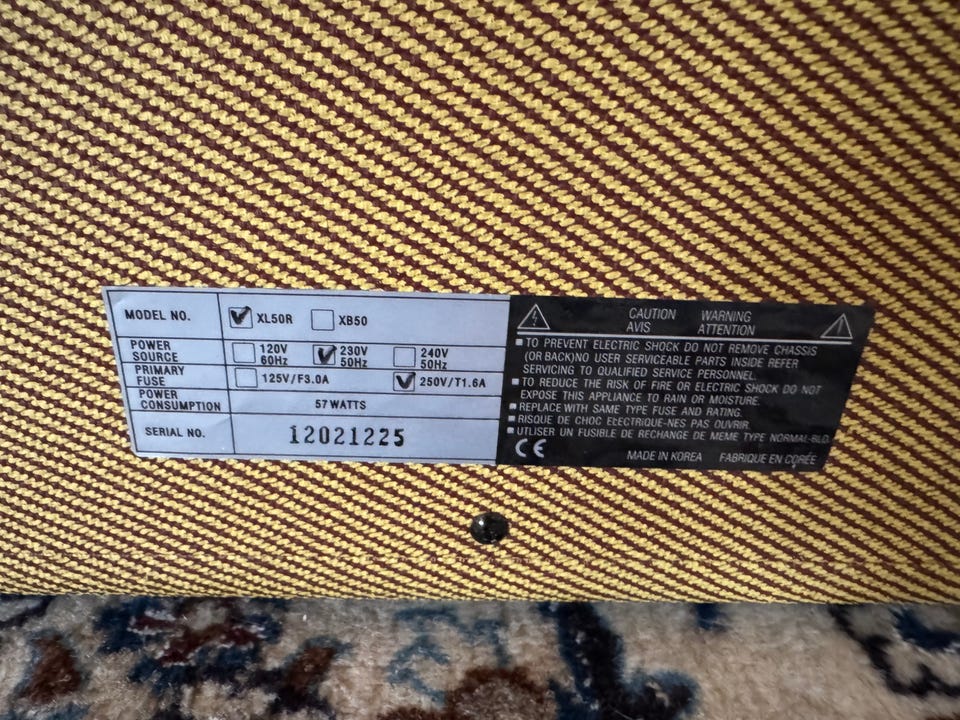 MODEL NO. XL50R XB50
POWER SOURCE 120V 60Hz 230V 50Hz 240V 50Hz
PRIMARY FUSE 125V/F3.0A 250V/T1.6A
POWER CONSUMPTION 57WATTS
SERIAL NO. 12021225
CAUTION WARNING
AVIS ATTENTION
TO PREVENT ELECTRIC SHOCK DO NOT REMOVE CHASSIS
(OR BACK)NO USER SERVICEABLE PARTS INSIDE REFER
SERVICING TO QUALIFIED SERVICE PERSONNEL.
TO REDUCE THE RISK OF FIRE OR ELECTRIC SHOCK DO NOT
EXPOSE THIS APPLIANCE TO RAIN OR MOISTURE.
REPLACE WITH SAME TYPE FUSE AND RATING.
RISQUE DE CHOC ELECTRIQUE-NES PAS OUVRIR.
UTLISER UN FUSIBLE DE RECHANGE DE MEME TYPE NORMAL-BLO
CE MADE IN KOREA FABRIQUE EN CORÉE